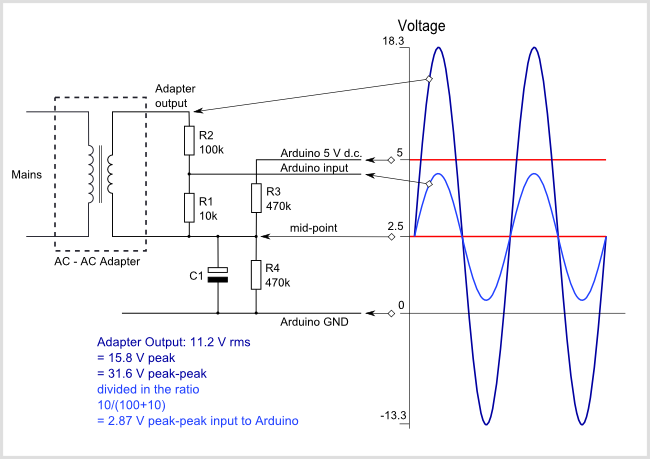 Voltage
18.3
Adapter
output
R2
100k
Arduino 5 V d.c.
5
Arduino input
Mains
R1
10k
R3
470k
mid-point
2.5
AC - AC Adapter
C1
R4
470k
0
Arduino GND
Adapter Output: 11.2 V rms
= 15.8 V peak
= 31.6 V peak-peak
divided in the ratio
10/(100+10)
= 2.87 V peak-peak input to Arduino
-13.3